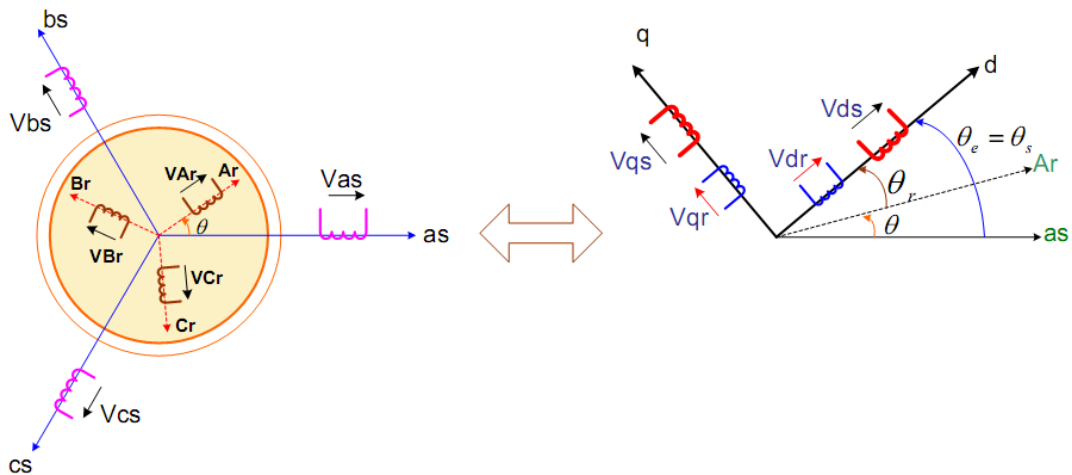 bs
Vbs
Br
VAr
Ar
θ
VBr
VCr
Cr
Vas
as
Vcs
cs
q
d
Vds
Vqs
Vdr
θe = θs
Ar
θr
Vqr
θ
as